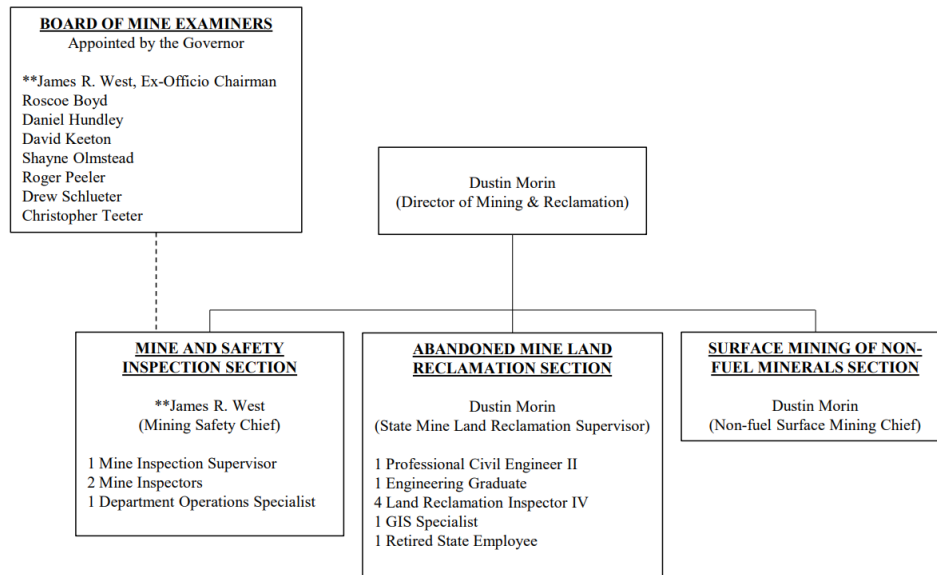 BOARD OF MINE EXAMINERS
Appointed by the Governor
**James R. West, Ex-Officio Chairman
Roscoe Boyd
Daniel Hundley
David Keeton
Shayne Olmstead
Roger Peeler
Drew Schlueter
Christopher Teeter
Dustin Morin
(Director of Mining & Reclamation)
MINE AND SAFETY
INSPECTION SECTION
**James R. West
(Mining Safety Chief)
1 Mine Inspection Supervisor
2 Mine Inspectors
1 Department Operations Specialist
ABANDONED MINE LAND
RECLAMATION SECTION
Dustin Morin
(State Mine Land Reclamation Supervisor)
1 Professional Civil Engineer II
1 Engineering Graduate
4 Land Reclamation Inspector IV
1 GIS Specialist
1 Retired State Employee
SURFACE MINING OF NON-
FUEL MINERALS SECTION
Dustin Morin
(Non-fuel Surface Mining Chief)